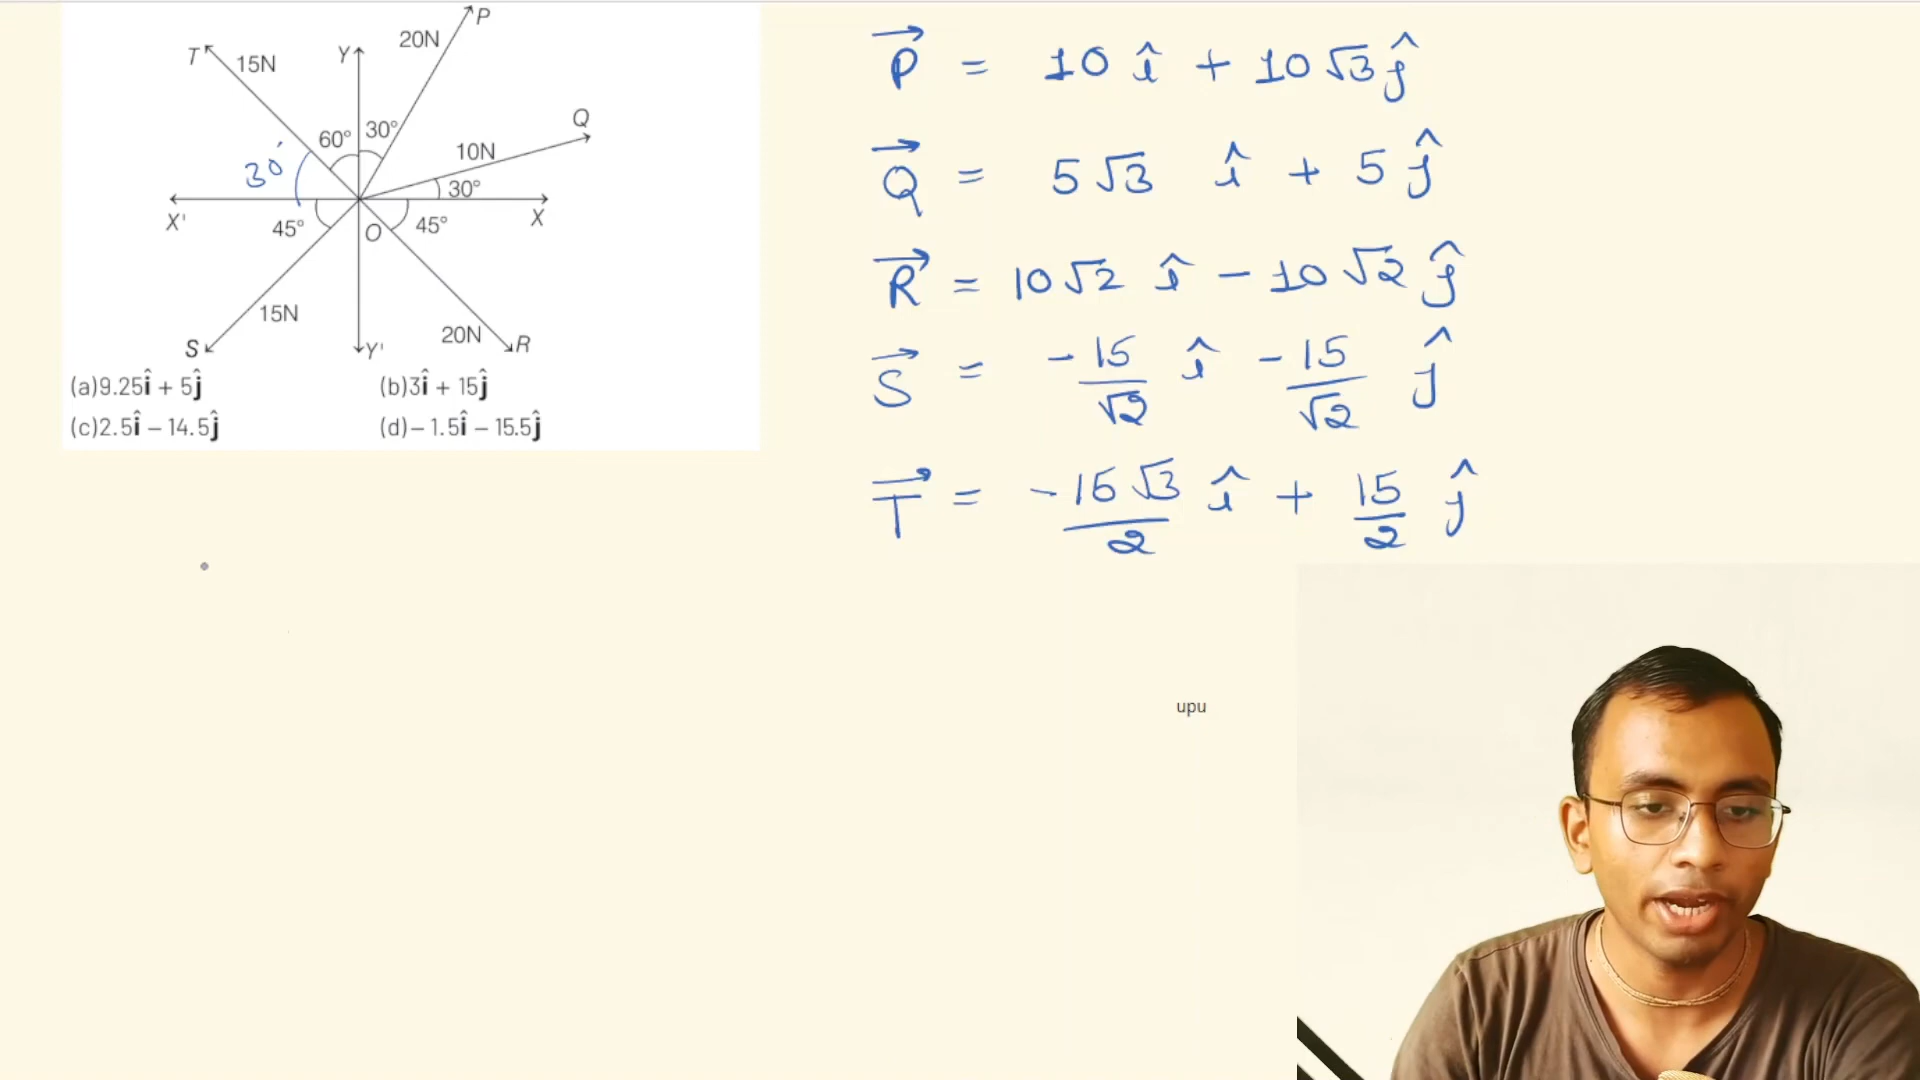 P
20N
T
15N
Y
Q
60°
30°
10N
30°
30°
X'
X
45°
O
45°
15N
S
Y'
20N
R
(a)9.25î + 5ĵ
(b)3î + 15ĵ
(c)2.5î – 14.5ĵ
(d)– 1.5î – 15.5ĵ
P⃗ = 10 î + 10√3 ĵ
Q⃗ = 5√3 î + 5 ĵ
R⃗ = 10√2 î – 10√2 ĵ
S⃗ = –15/√2 î – 15/√2 ĵ
T⃗ = –15√3/2 î + 15/2 ĵ
upu